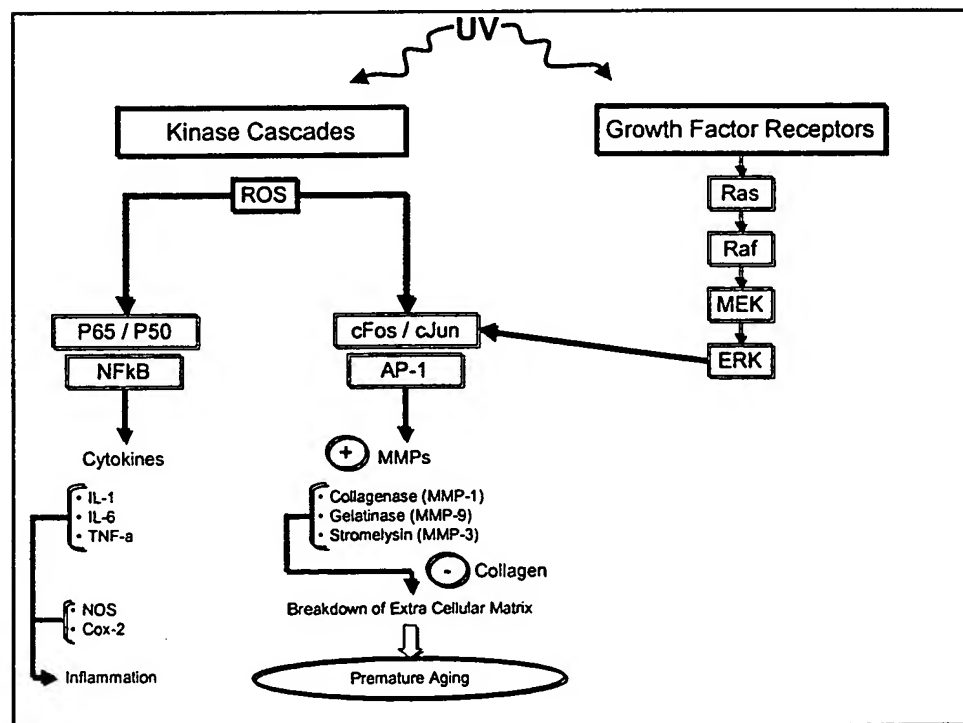 UV
Kinase Cascades
Growth Factor Receptors
ROS
Ras
Raf
MEK
ERK
P65 / P50
NFkB
cFos / cJun
AP-1
Cytokines
• IL-1
• IL-6
• TNF-a
• NOS
• Cox-2
Inflammation
+ MMPs
• Collagenase (MMP-1)
• Gelatinase (MMP-9)
• Stromelysin (MMP-3)
- Collagen
Breakdown of Extra Cellular Matrix
Premature Aging